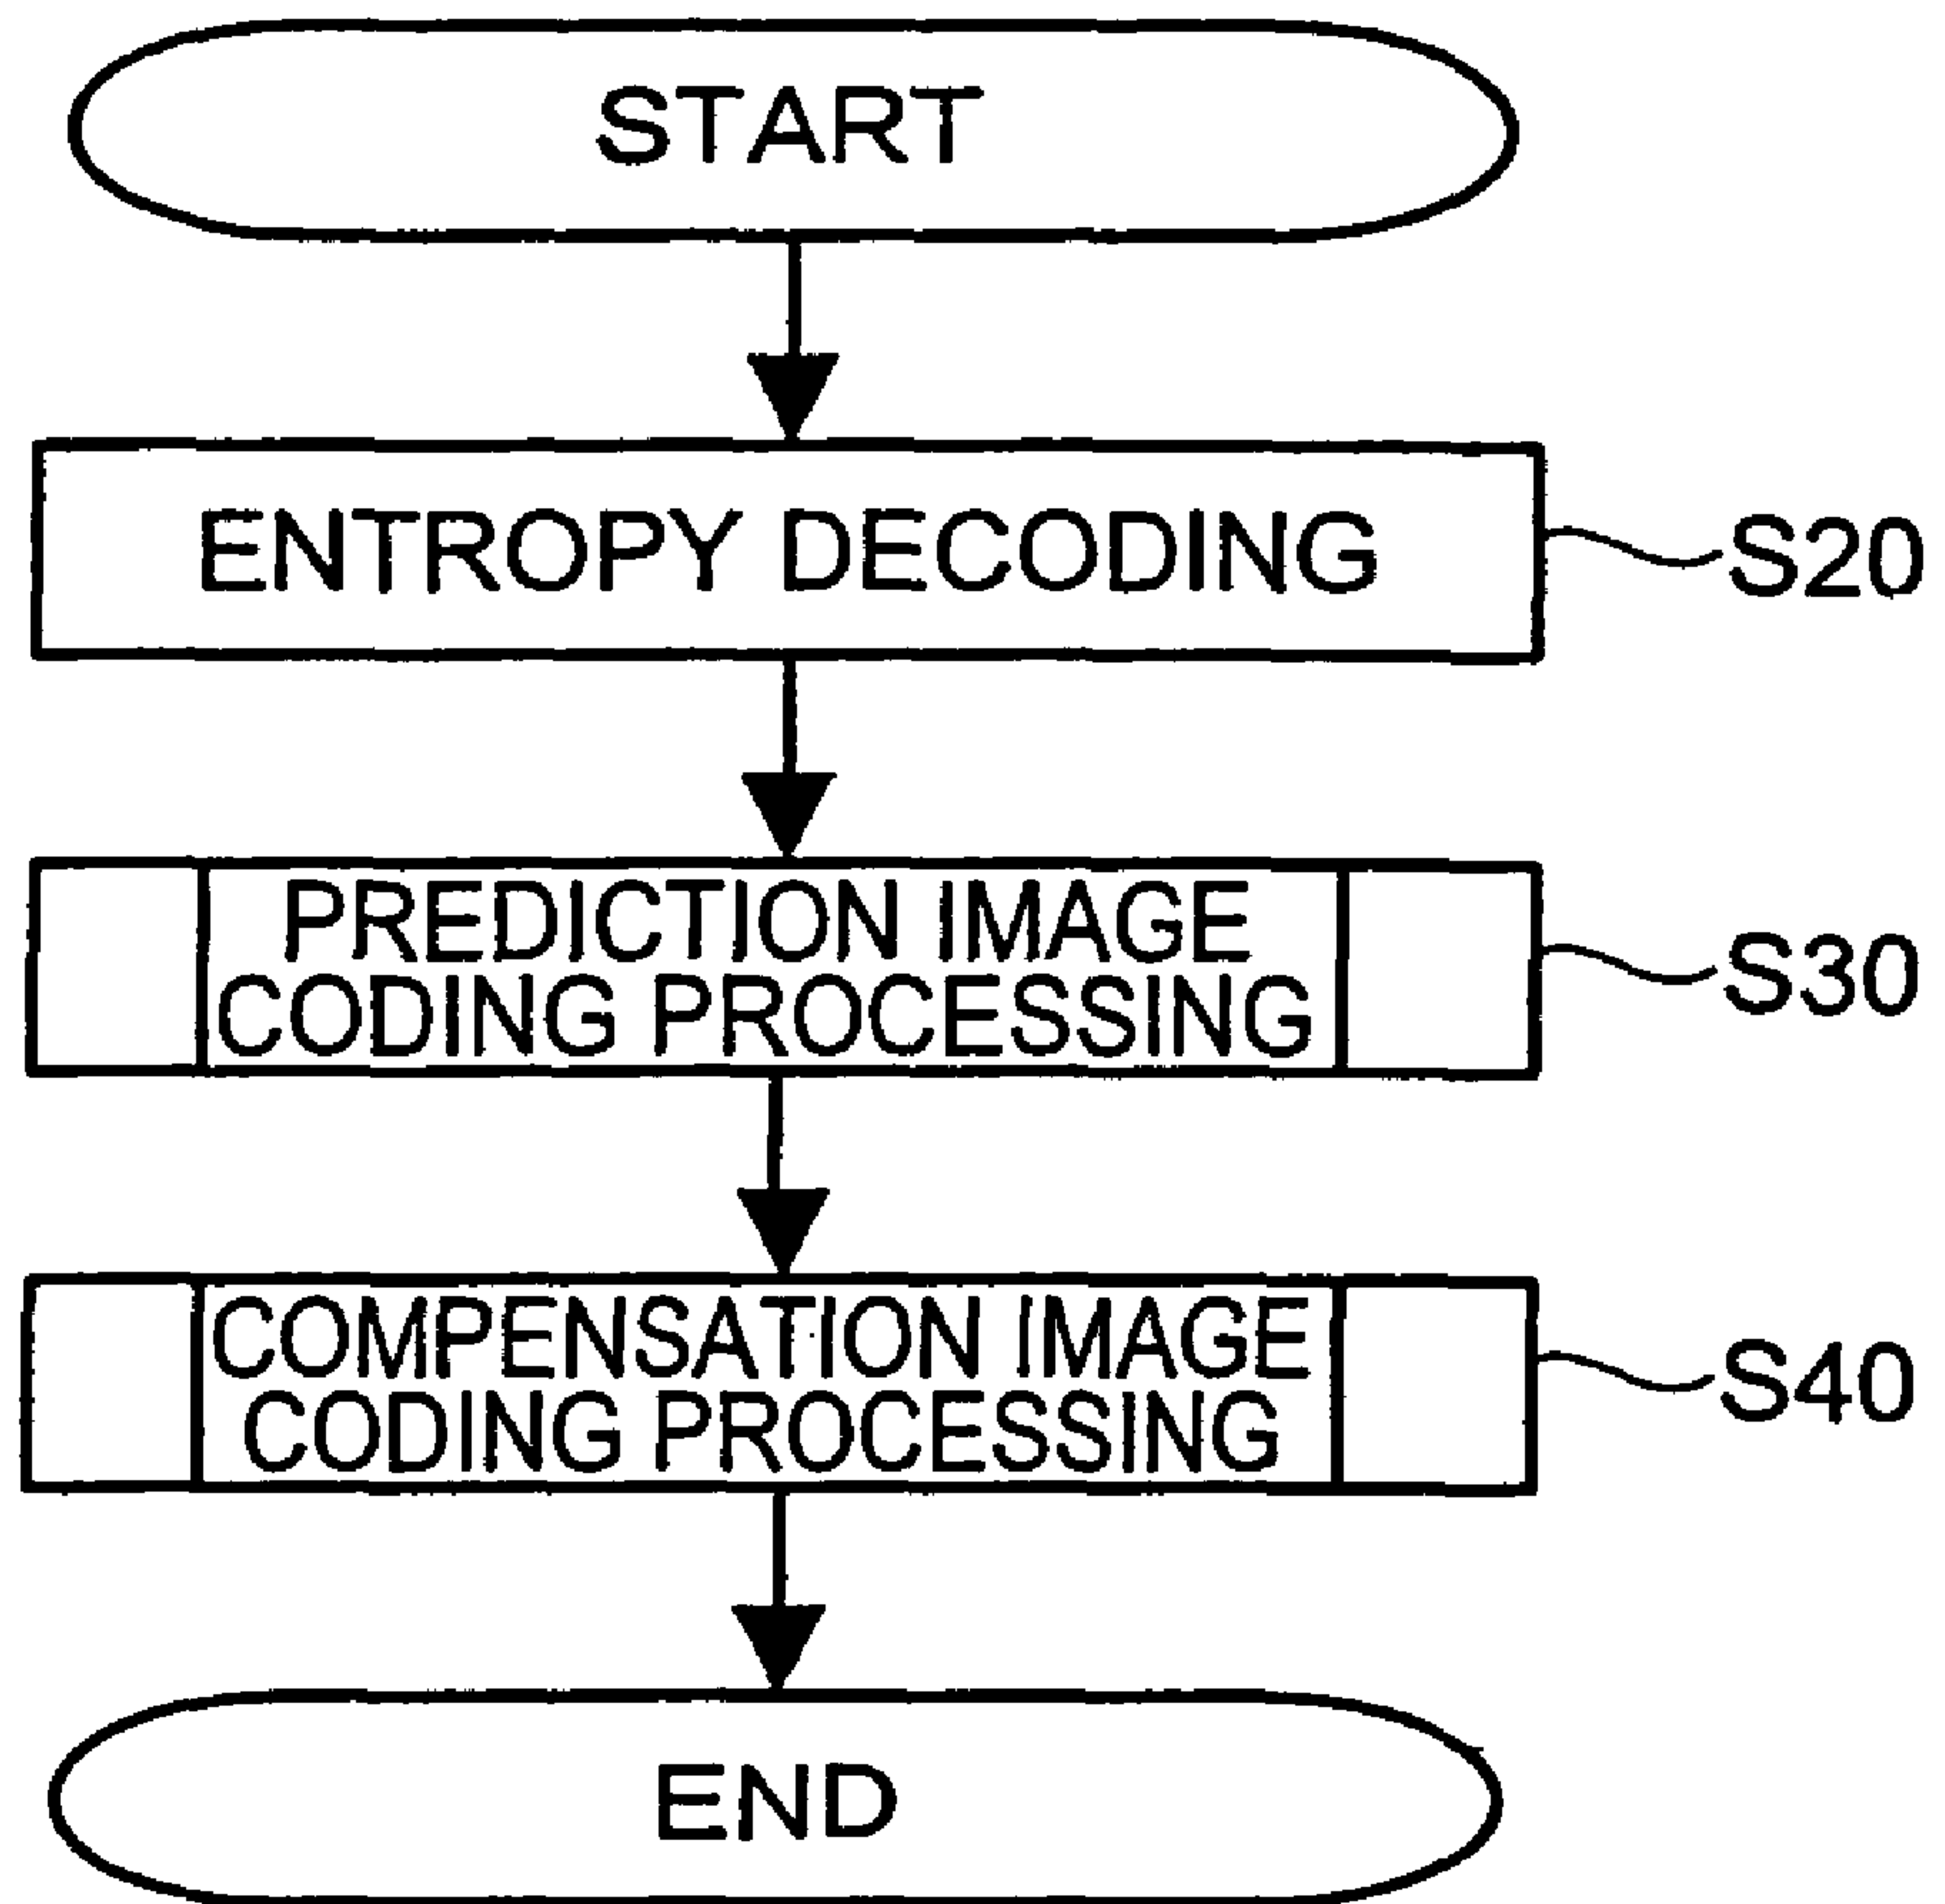 START
ENTROPY DECODING
S20
PREDICTION IMAGE
CODING PROCESSING
S30
COMPENSATION IMAGE
CODING PROCESSING
S40
END